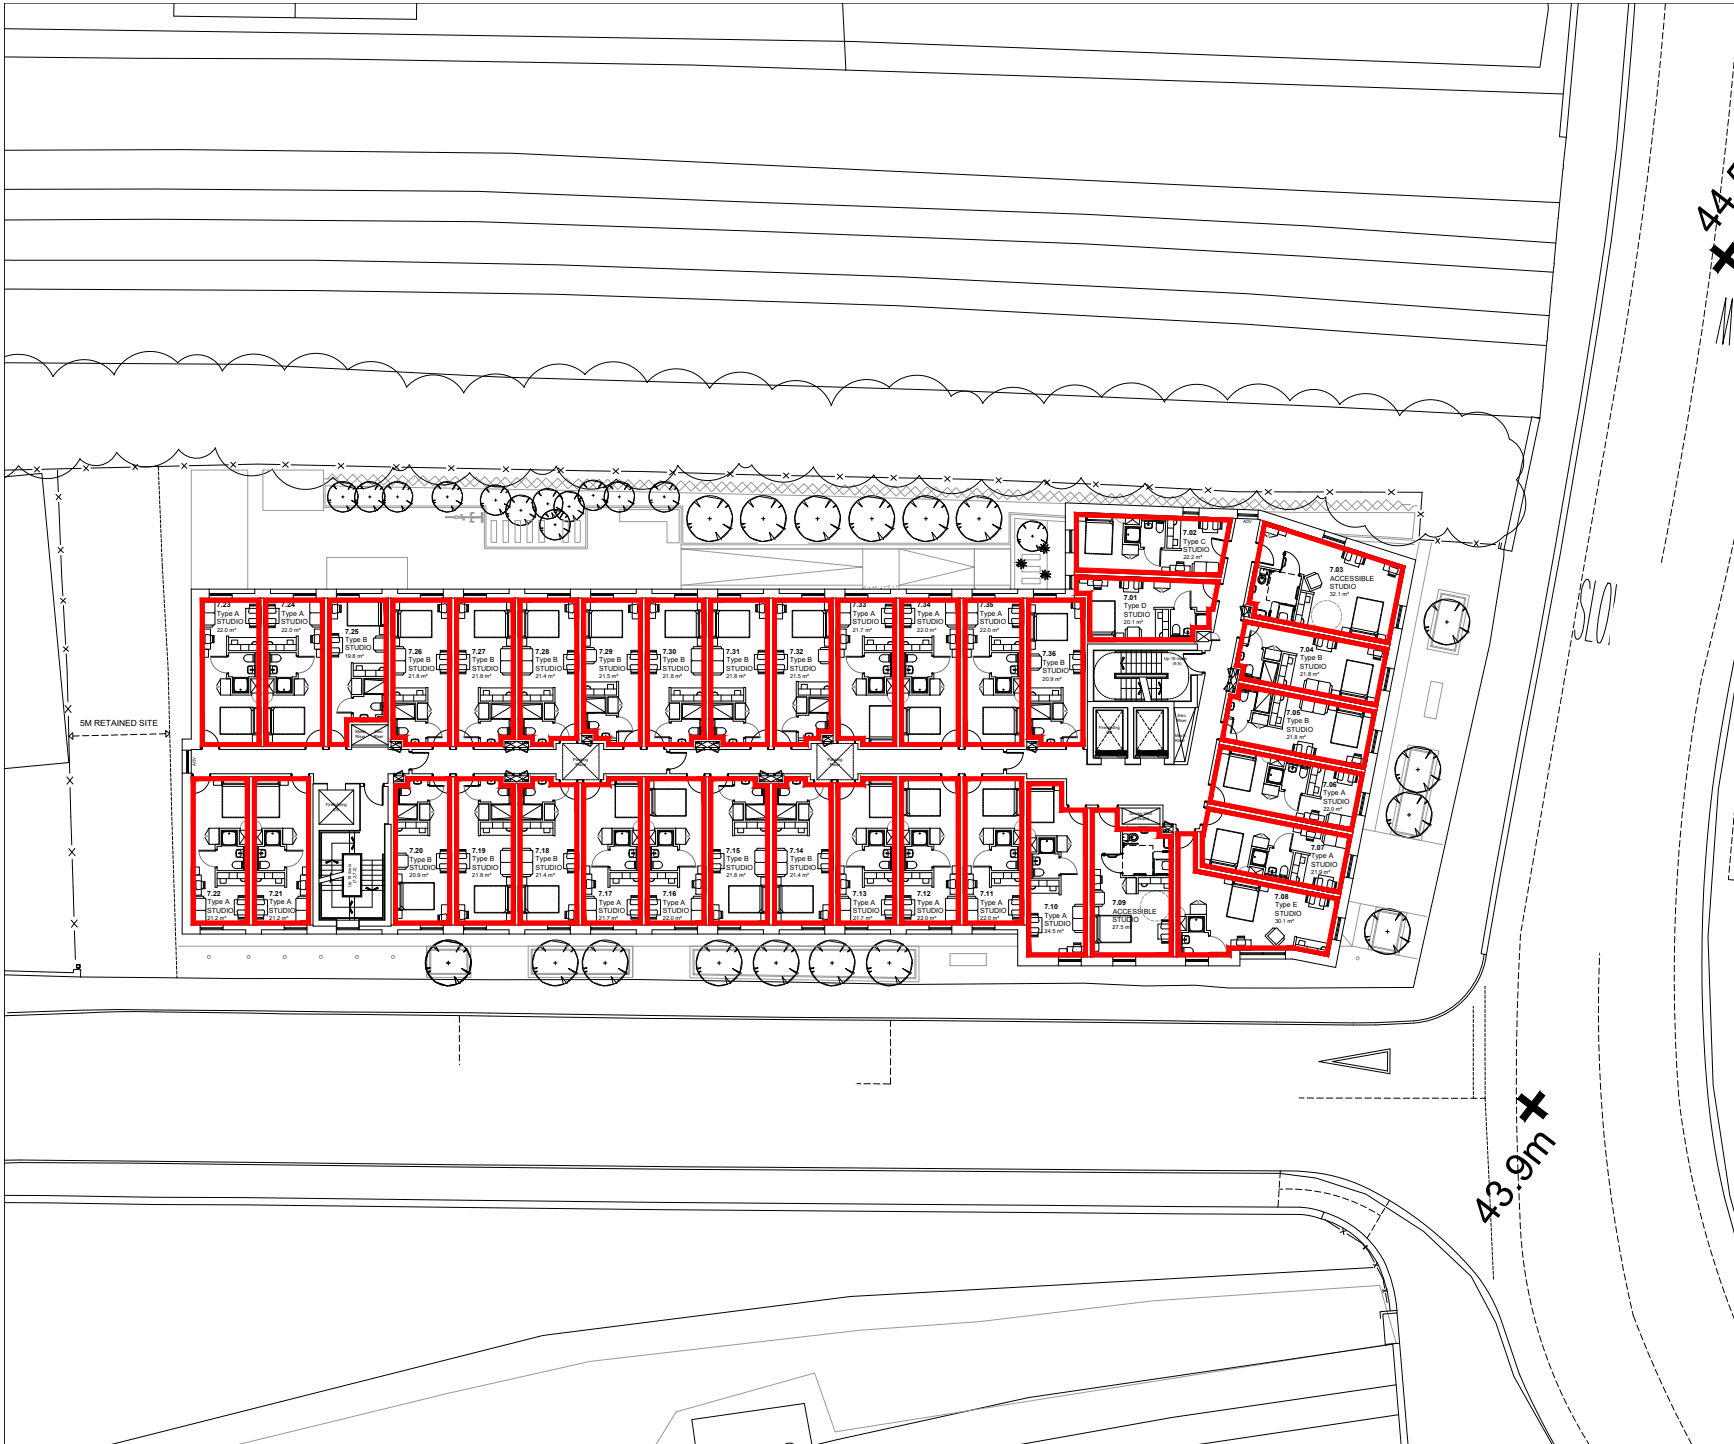 44
7.02
Type C
STUDIO
22.2 m²
ADV
7.03
ACCESSIBLE
STUDIO
32.1 m²
7.01
Type D
STUDIO
20.1 m²
7.23
Type A
STUDIO
22.0 m²
7.24
Type A
STUDIO
22.0 m²
7.25
Type B
STUDIO
19.8 m²
7.26
Type B
STUDIO
21.8 m²
7.27
Type B
STUDIO
21.8 m²
7.28
Type B
STUDIO
21.4 m²
7.29
Type B
STUDIO
21.5 m²
7.30
Type B
STUDIO
21.8 m²
7.31
Type B
STUDIO
21.8 m²
7.32
Type B
STUDIO
21.5 m²
7.33
Type A
STUDIO
21.7 m²
7.34
Type A
STUDIO
22.0 m²
7.35
Type A
STUDIO
22.0 m²
7.36
Type B
STUDIO
20.9 m²
7.04
Type B
STUDIO
21.8 m²
7.05
Type B
STUDIO
21.8 m²
5M RETAINED SITE
ADV
7.06
Type A
STUDIO
22.0 m²
7.07
Type A
STUDIO
21.9 m²
7.22
Type A
STUDIO
21.2 m²
7.21
Type A
STUDIO
21.2 m²
7.20
Type B
STUDIO
20.9 m²
7.19
Type B
STUDIO
21.8 m²
7.18
Type B
STUDIO
21.4 m²
7.17
Type A
STUDIO
21.7 m²
7.16
Type A
STUDIO
22.0 m²
7.15
Type B
STUDIO
21.8 m²
7.14
Type B
STUDIO
21.4 m²
7.13
Type A
STUDIO
21.7 m²
7.12
Type A
STUDIO
22.0 m²
7.11
Type A
STUDIO
22.0 m²
7.10
Type A
STUDIO
24.5 m²
7.09
ACCESSIBLE
STUDIO
27.5 m²
7.08
Type E
STUDIO
30.1 m²
43.9m